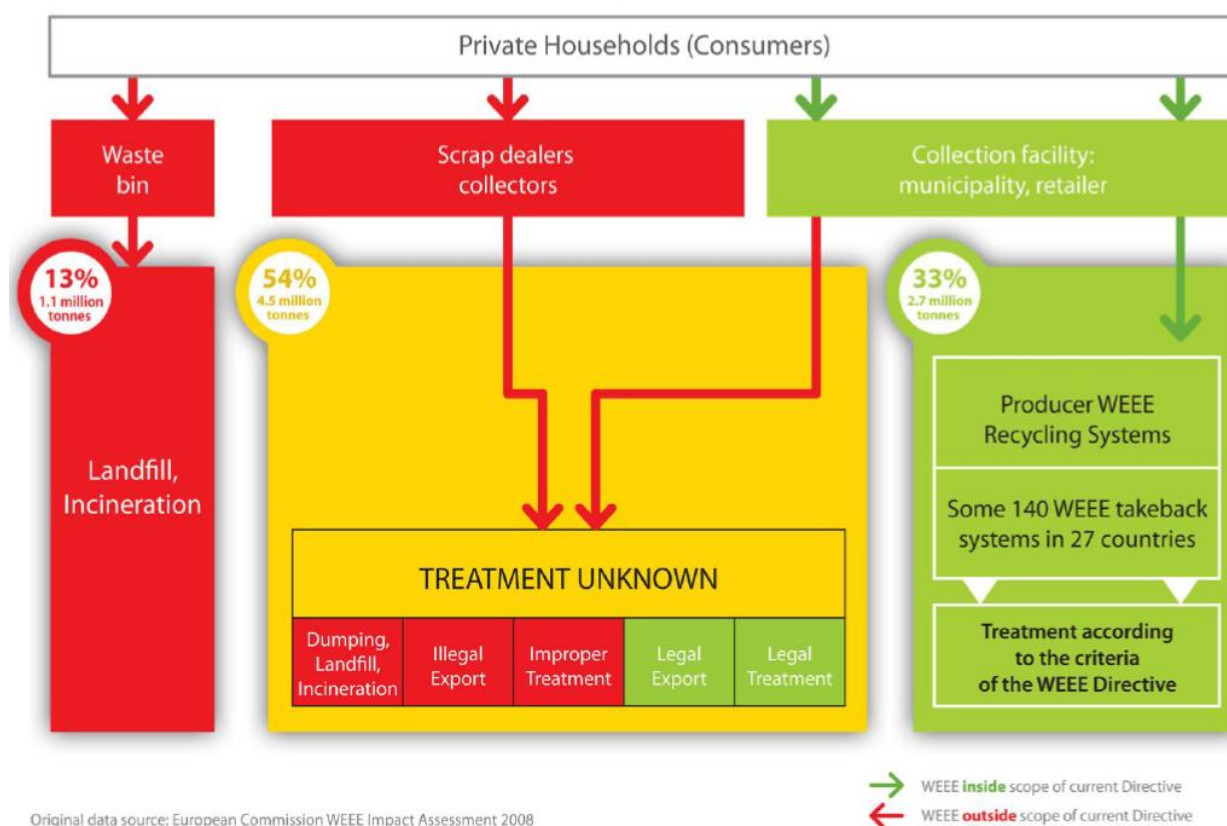 Private Households (Consumers)
Waste
bin
Scrap dealers
collectors
Collection facility:
municipality, retailer
13%
1.1 million
tonnes
Landfill,
Incineration
54%
4.5 million
tonnes
TREATMENT UNKNOWN
Dumping,
Landfill,
Incineration
Illegal
Export
Improper
Treatment
Legal
Export
Legal
Treatment
33%
2.7 million
tonnes
Producer WEEE
Recycling Systems
Some 140 WEEE takeback
systems in 27 countries
Treatment according
to the criteria
of the WEEE Directive
WEEE inside scope of current Directive
WEEE outside scope of current Directive
Original data source: European Commission WEEE Impact Assessment 2008